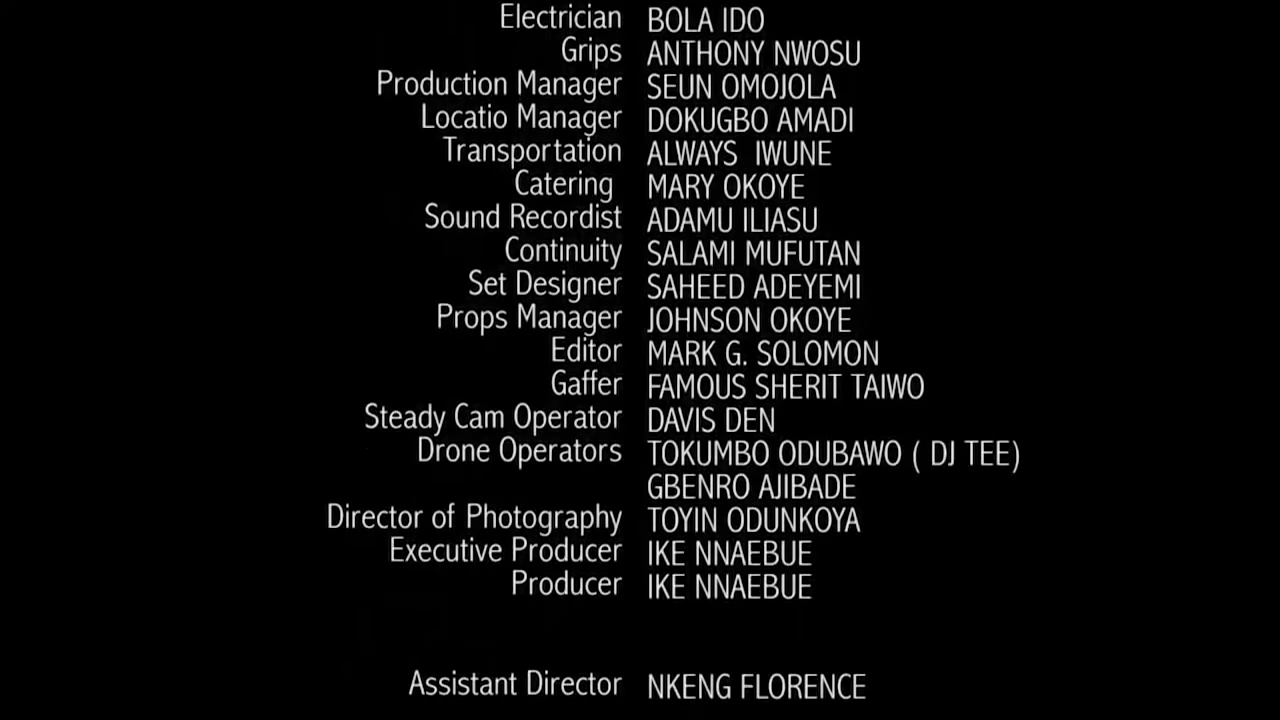 Electrician BOLA IDO
Grips ANTHONY NWOSU
Production Manager SEUN OMOJOLA
Locatio Manager DOKUGBO AMADI
Transportation ALWAYS IWUNE
Catering MARY OKOYE
Sound Recordist ADAMU ILIASU
Continuity SALAMI MUFUTAN
Set Designer SAHEED ADEYEMI
Props Manager JOHNSON OKOYE
Editor MARK G. SOLOMON
Gaffer FAMOUS SHERIT TAIWO
Steady Cam Operator DAVIS DEN
Drone Operators TOKUMBO ODUBAWO ( DJ TEE)
GBENRO AJIBADE
Director of Photography TOYIN ODUNKOYA
Executive Producer IKE NNAEBUE
Producer IKE NNAEBUE
Assistant Director NKENG FLORENCE